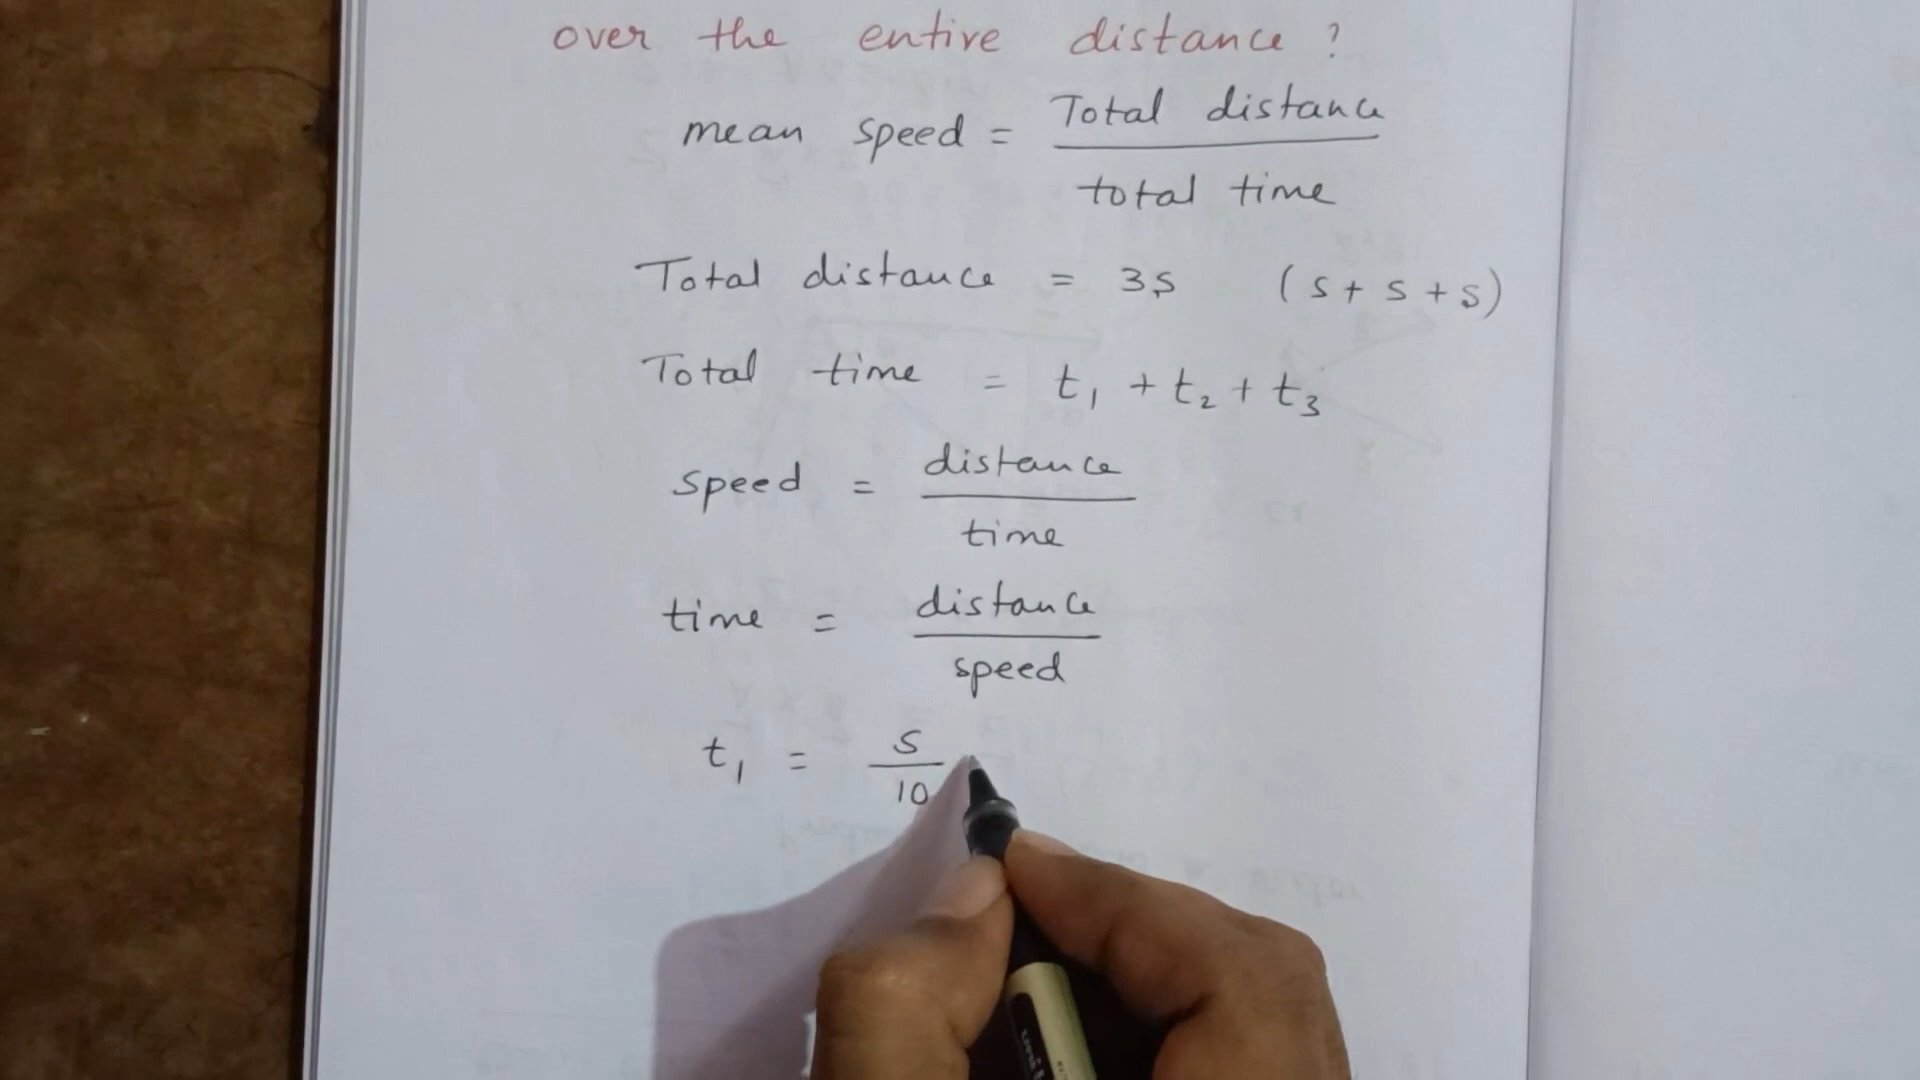 over the entire distance ?
mean speed = Total distance / total time
Total distance = 3s (s + s + s)
Total time = t₁ + t₂ + t₃
speed = distance / time
time = distance / speed
t₁ = s / 10